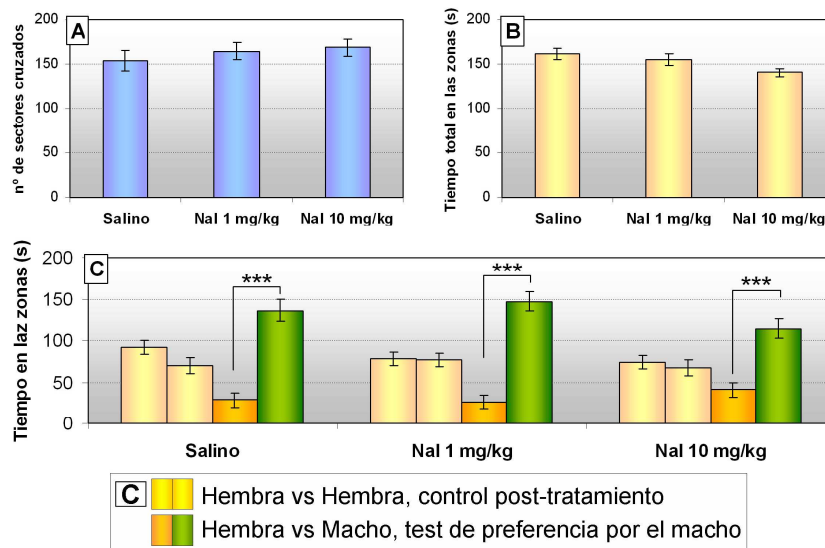 A
nº de sectores cruzados
200
150
100
50
0
Salino
Nal 1 mg/kg
Nal 10 mg/kg
B
Tiempo total en las zonas (s)
200
150
100
50
0
Salino
Nal 1 mg/kg
Nal 10 mg/kg
C
Tiempo en laz zonas (s)
200
150
100
50
0
***
***
***
Salino
Nal 1 mg/kg
Nal 10 mg/kg
C
Hembra vs Hembra, control post-tratamiento
Hembra vs Macho, test de preferencia por el macho